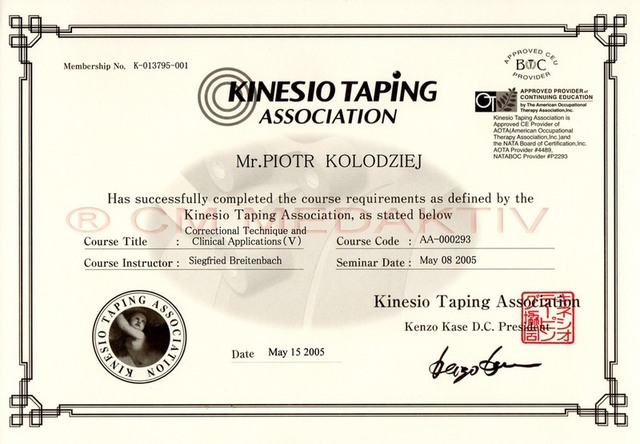 Membership No. K-013795-001
KINESIO TAPING
ASSOCIATION
APPROVED CEU
BOC
PROVIDER
OT
APPROVED PROVIDER of
CONTINUING EDUCATION
by The American Occupational
Therapy Association, Inc.
Kinesio Taping Association is
Approved CE Provider of
AOTA(American Occupational
Therapy Association,Inc.)and
the NATA Board of Certification,Inc.
AOTA Provider #4489,
NATABOC Provider #P2293
Mr.PIOTR KOLODZIEJ
Has successfully completed the course requirements as defined by the
Kinesio Taping Association, as stated below
® CM MEDAKTIV
Course Title : Correctional Technique and
Clinical Applications(V)
Course Code : AA-000293
Course Instructor : Siegfried Breitenbach
Seminar Date : May 08 2005
KINESIO TAPING ASSOCIATION
Kinesio Taping Association
Kenzo Kase D.C. President
Date May 15 2005